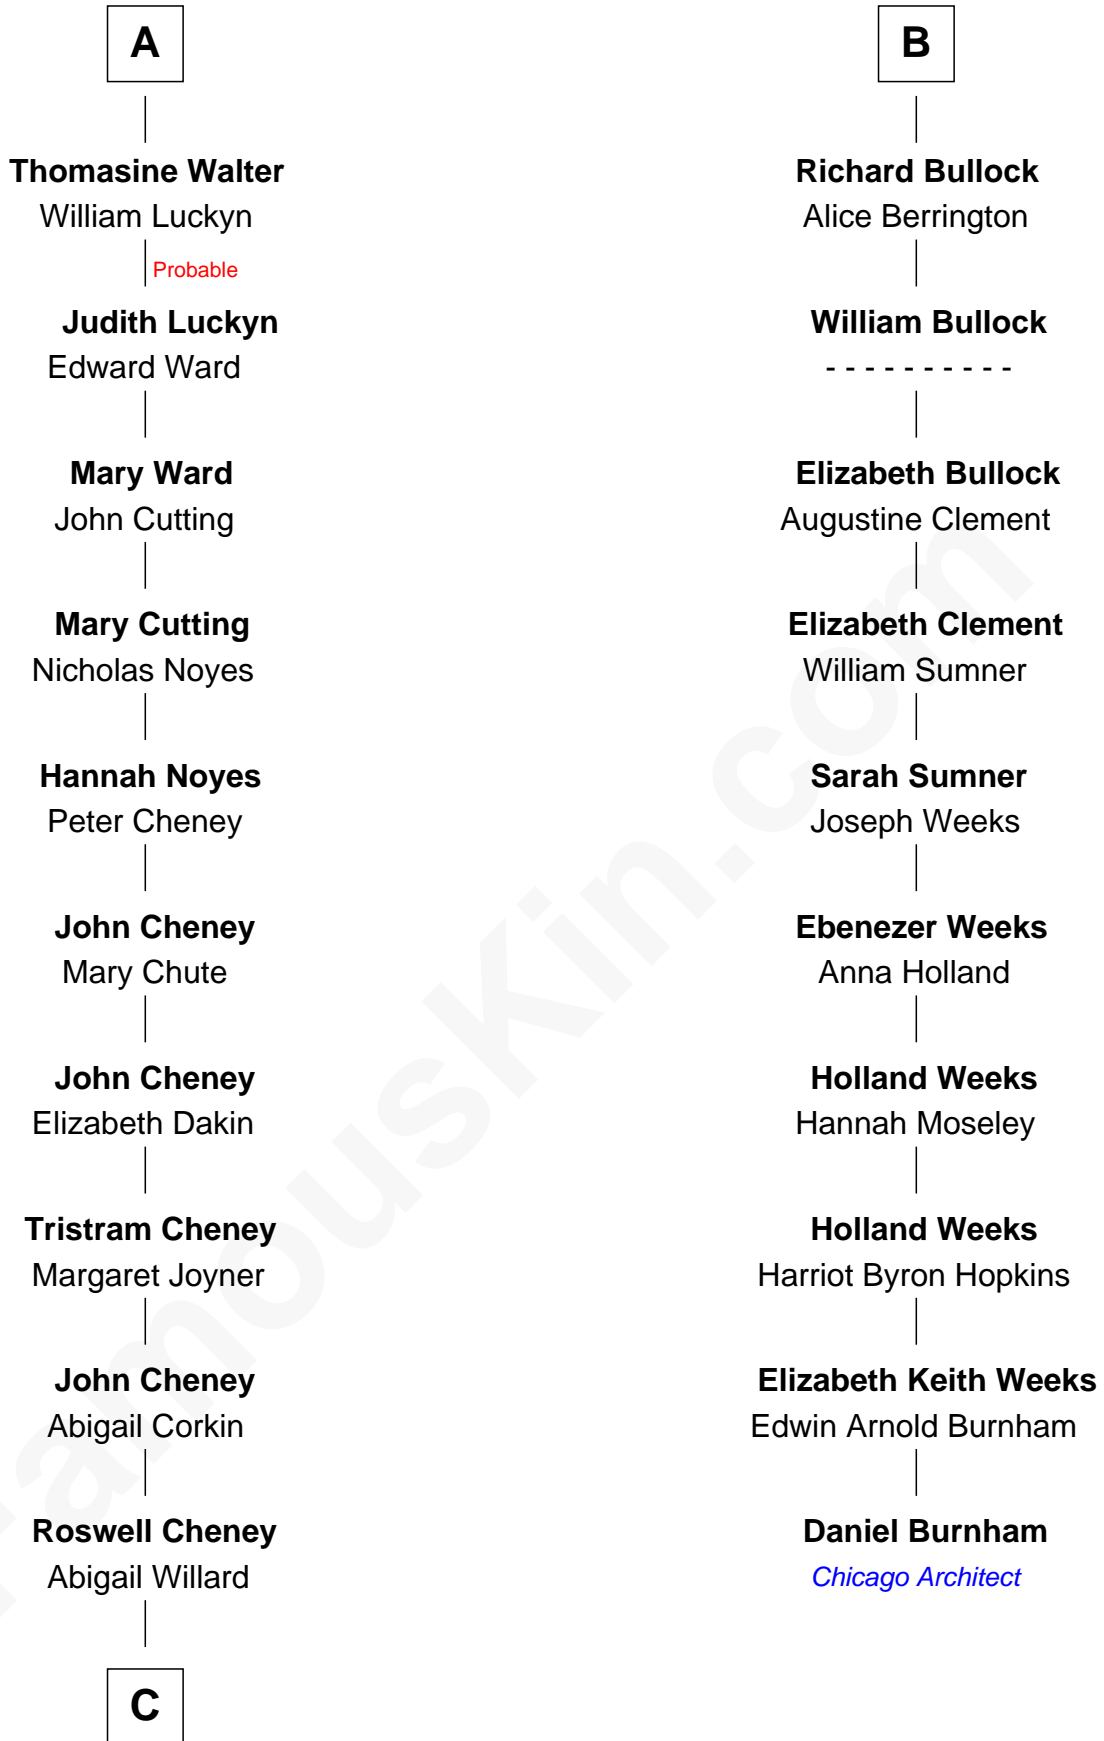 A
Thomasine Walter
William Luckyn
Probable
Judith Luckyn
Edward Ward
Mary Ward
John Cutting
Mary Cutting
Nicholas Noyes
Hannah Noyes
Peter Cheney
John Cheney
Mary Chute
John Cheney
Elizabeth Dakin
Tristram Cheney
Margaret Joyner
John Cheney
Abigail Corkin
Roswell Cheney
Abigail Willard
C
B
Richard Bullock
Alice Berrington
William Bullock
- - - - - - - - - -
Elizabeth Bullock
Augustine Clement
Elizabeth Clement
William Sumner
Sarah Sumner
Joseph Weeks
Ebenezer Weeks
Anna Holland
Holland Weeks
Hannah Moseley
Holland Weeks
Harriot Byron Hopkins
Elizabeth Keith Weeks
Edwin Arnold Burnham
Daniel Burnham
Chicago Architect
FamousKin.com